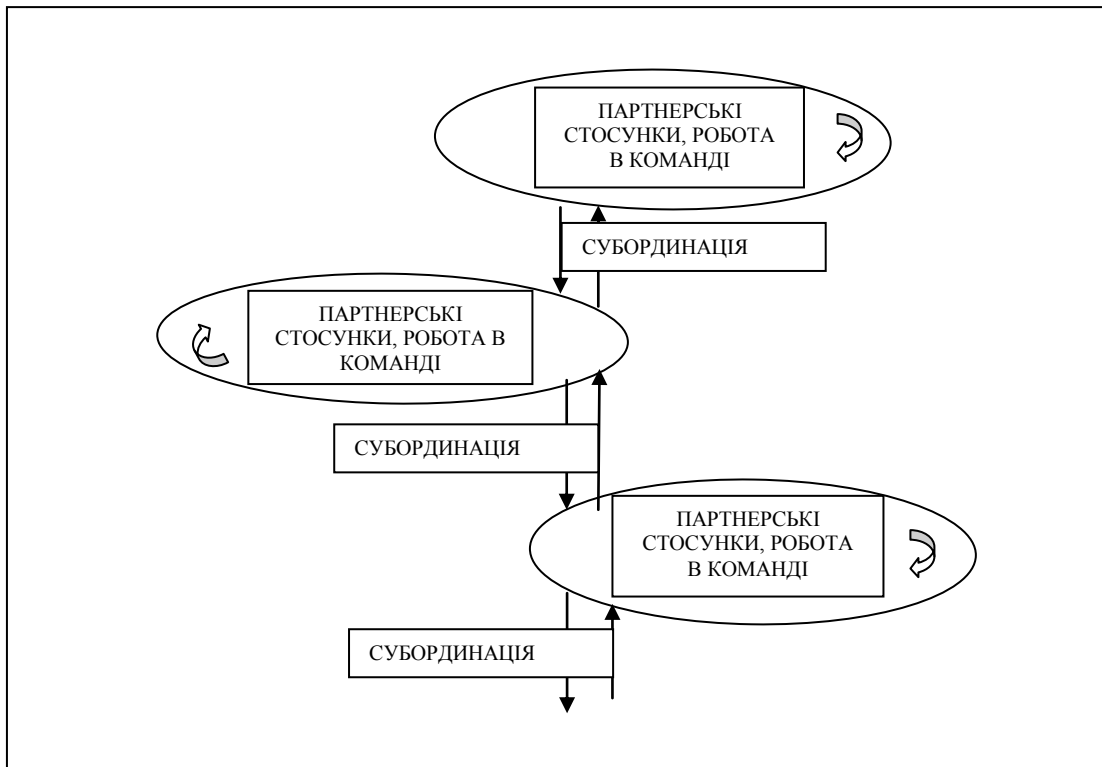 ПАРТНЕРСЬКІ
СТОСУНКИ, РОБОТА
В КОМАНДІ
СУБОРДИНАЦІЯ
ПАРТНЕРСЬКІ
СТОСУНКИ, РОБОТА В
КОМАНДІ
СУБОРДИНАЦІЯ
ПАРТНЕРСЬКІ
СТОСУНКИ, РОБОТА
В КОМАНДІ
СУБОРДИНАЦІЯ